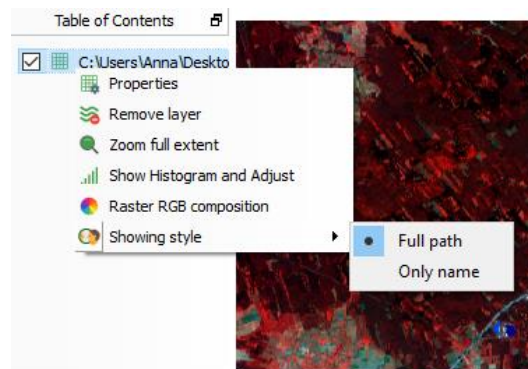 Table of Contents
C:\Users\Anna\Deskto
Properties
Remove layer
Zoom full extent
Show Histogram and Adjust
Raster RGB composition
Showing style
Full path
Only name